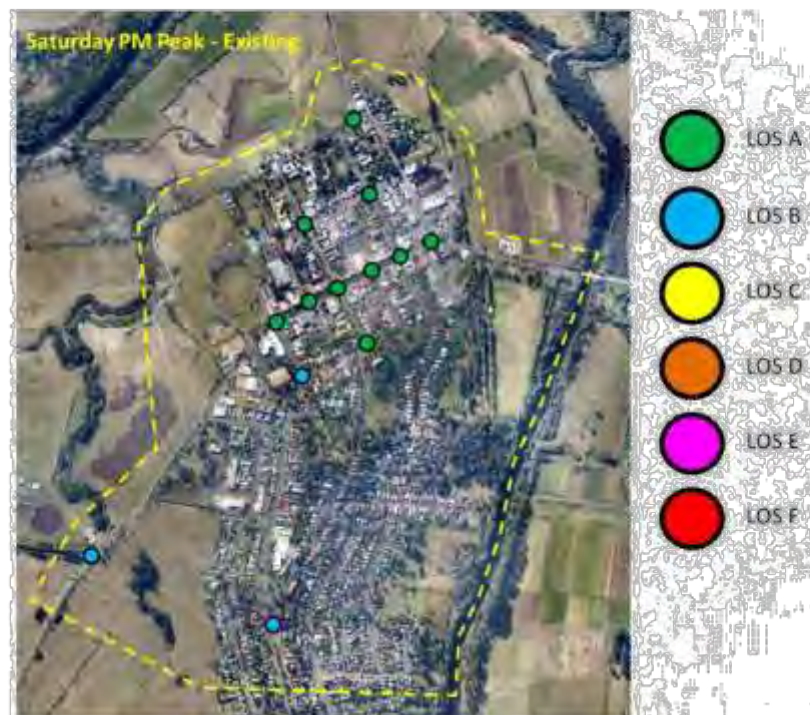 Saturday PM Peak - Existing
LOS A
LOS B
LOS C
LOS D
LOS E
LOS F